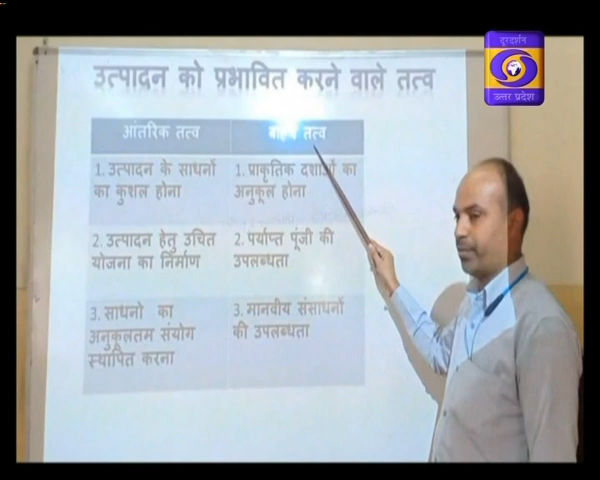 दूरदर्शन
उत्तर प्रदेश
उत्पादन को प्रभावित करने वाले तत्व
आंतरिक तत्व
बाह्य तत्व
1. उत्पादन के साधनों
का कुशल होना
1. प्राकृतिक दशाओं का
अनुकूल होना
2. उत्पादन हेतु उचित
योजना का निर्माण
2. पर्याप्त पूंजी की
उपलब्धता
3. साधनो का
अनुकूलतम संयोग
स्थापित करना
3. मानवीय संसाधनों
की उपलब्धता